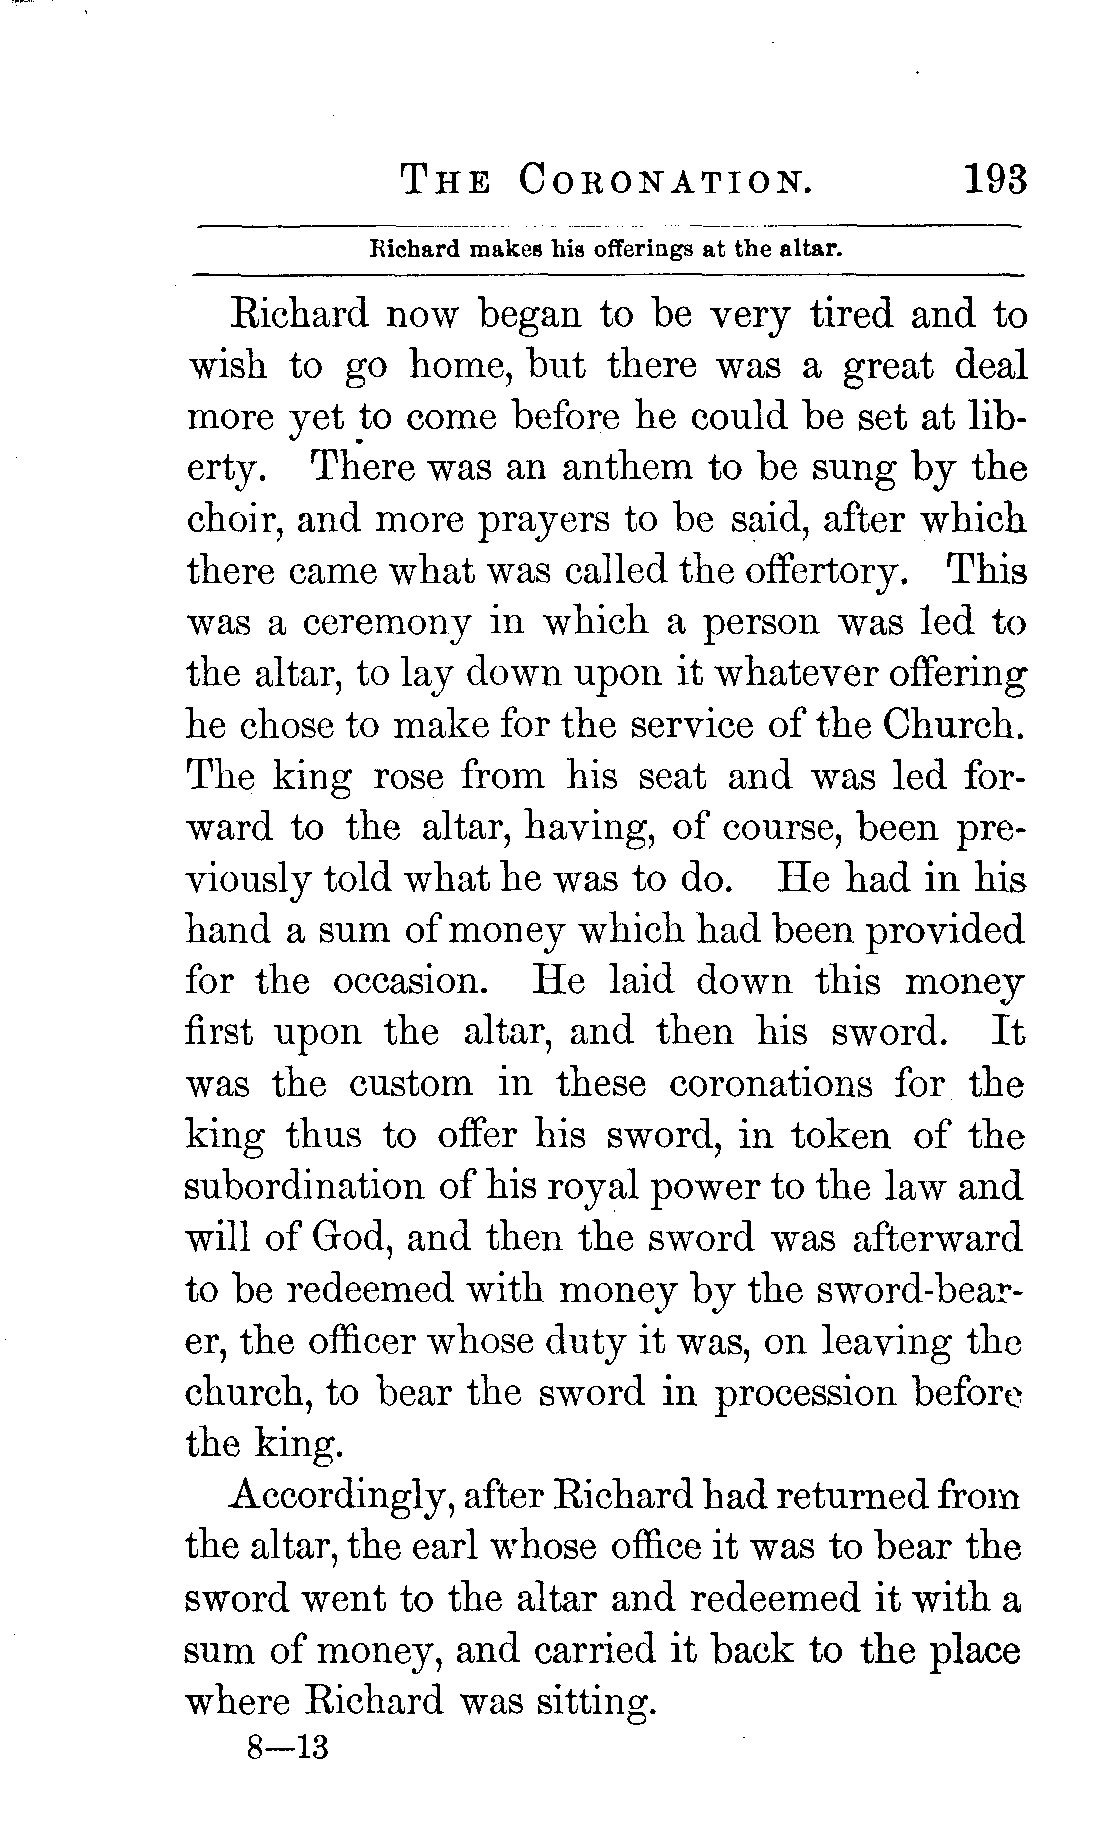 THE CORONATION. 193
Richard makes his offerings at the altar.
Richard now began to be very tired and to
wish to go home, but there was a great deal
more yet to come before he could be set at lib-
erty. There was an anthem to be sung by the
choir, and more prayers to be said, after which
there came what was called the offertory. This
was a ceremony in which a person was led to
the altar, to lay down upon it whatever offering
he chose to make for the service of the Church.
The king rose from his seat and was led for-
ward to the altar, having, of course, been pre-
viously told what he was to do. He had in his
hand a sum of money which had been provided
for the occasion. He laid down this money
first upon the altar, and then his sword. It
was the custom in these coronations for the
king thus to offer his sword, in token of the
subordination of his royal power to the law and
will of God, and then the sword was afterward
to be redeemed with money by the sword-bear-
er, the officer whose duty it was, on leaving the
church, to bear the sword in procession before
the king.
Accordingly, after Richard had returned from
the altar, the earl whose office it was to bear the
sword went to the altar and redeemed it with a
sum of money, and carried it back to the place
where Richard was sitting.
8—13